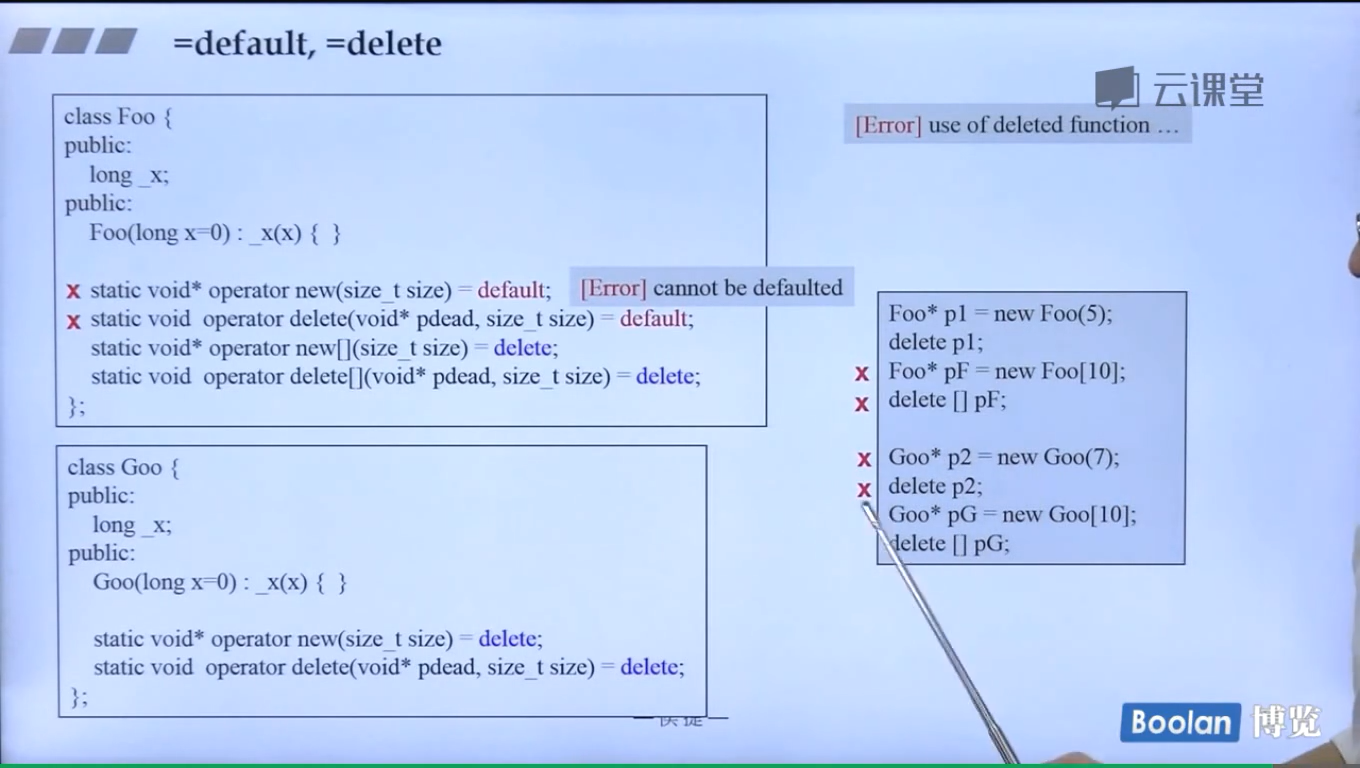 =default, =delete
云课堂
class Foo {
public:
long _x;
public:
Foo(long x=0) : _x(x) { }
x static void* operator new(size_t size) = default;
[Error] cannot be defaulted
x static void operator delete(void* pdead, size_t size) = default;
static void* operator new[](size_t size) = delete;
static void operator delete[](void* pdead, size_t size) = delete;
};
class Goo {
public:
long _x;
public:
Goo(long x=0) : _x(x) { }
static void* operator new(size_t size) = delete;
static void operator delete(void* pdead, size_t size) = delete;
};
[Error] use of deleted function …
Foo* p1 = new Foo(5);
delete p1;
x Foo* pF = new Foo[10];
x delete [] pF;
x Goo* p2 = new Goo(7);
x delete p2;
Goo* pG = new Goo[10];
delete [] pG;
Boolan 博览